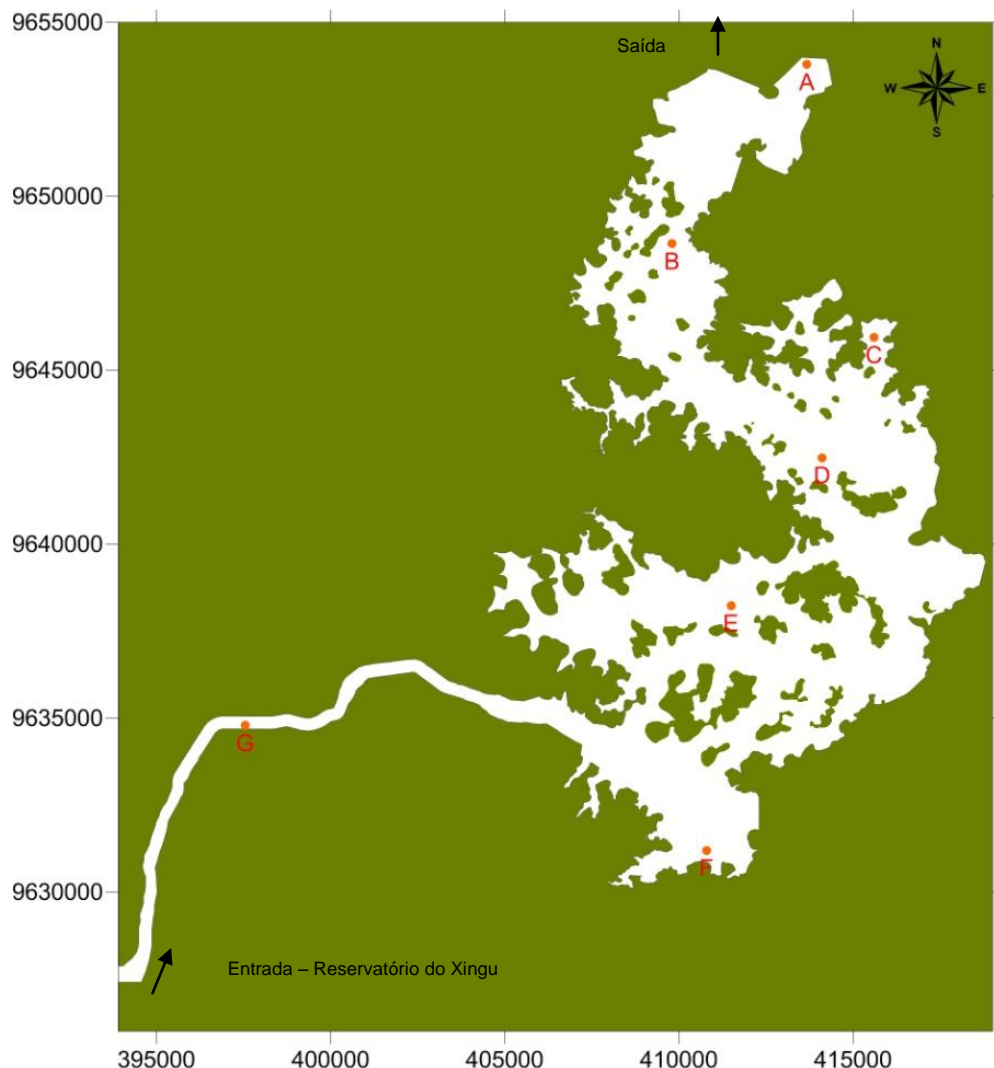 9655000
Saída
N
W
E
S
A
9650000
B
9645000
C
D
9640000
E
9635000
G
F
9630000
Entrada – Reservatório do Xingu
395000
400000
405000
410000
415000